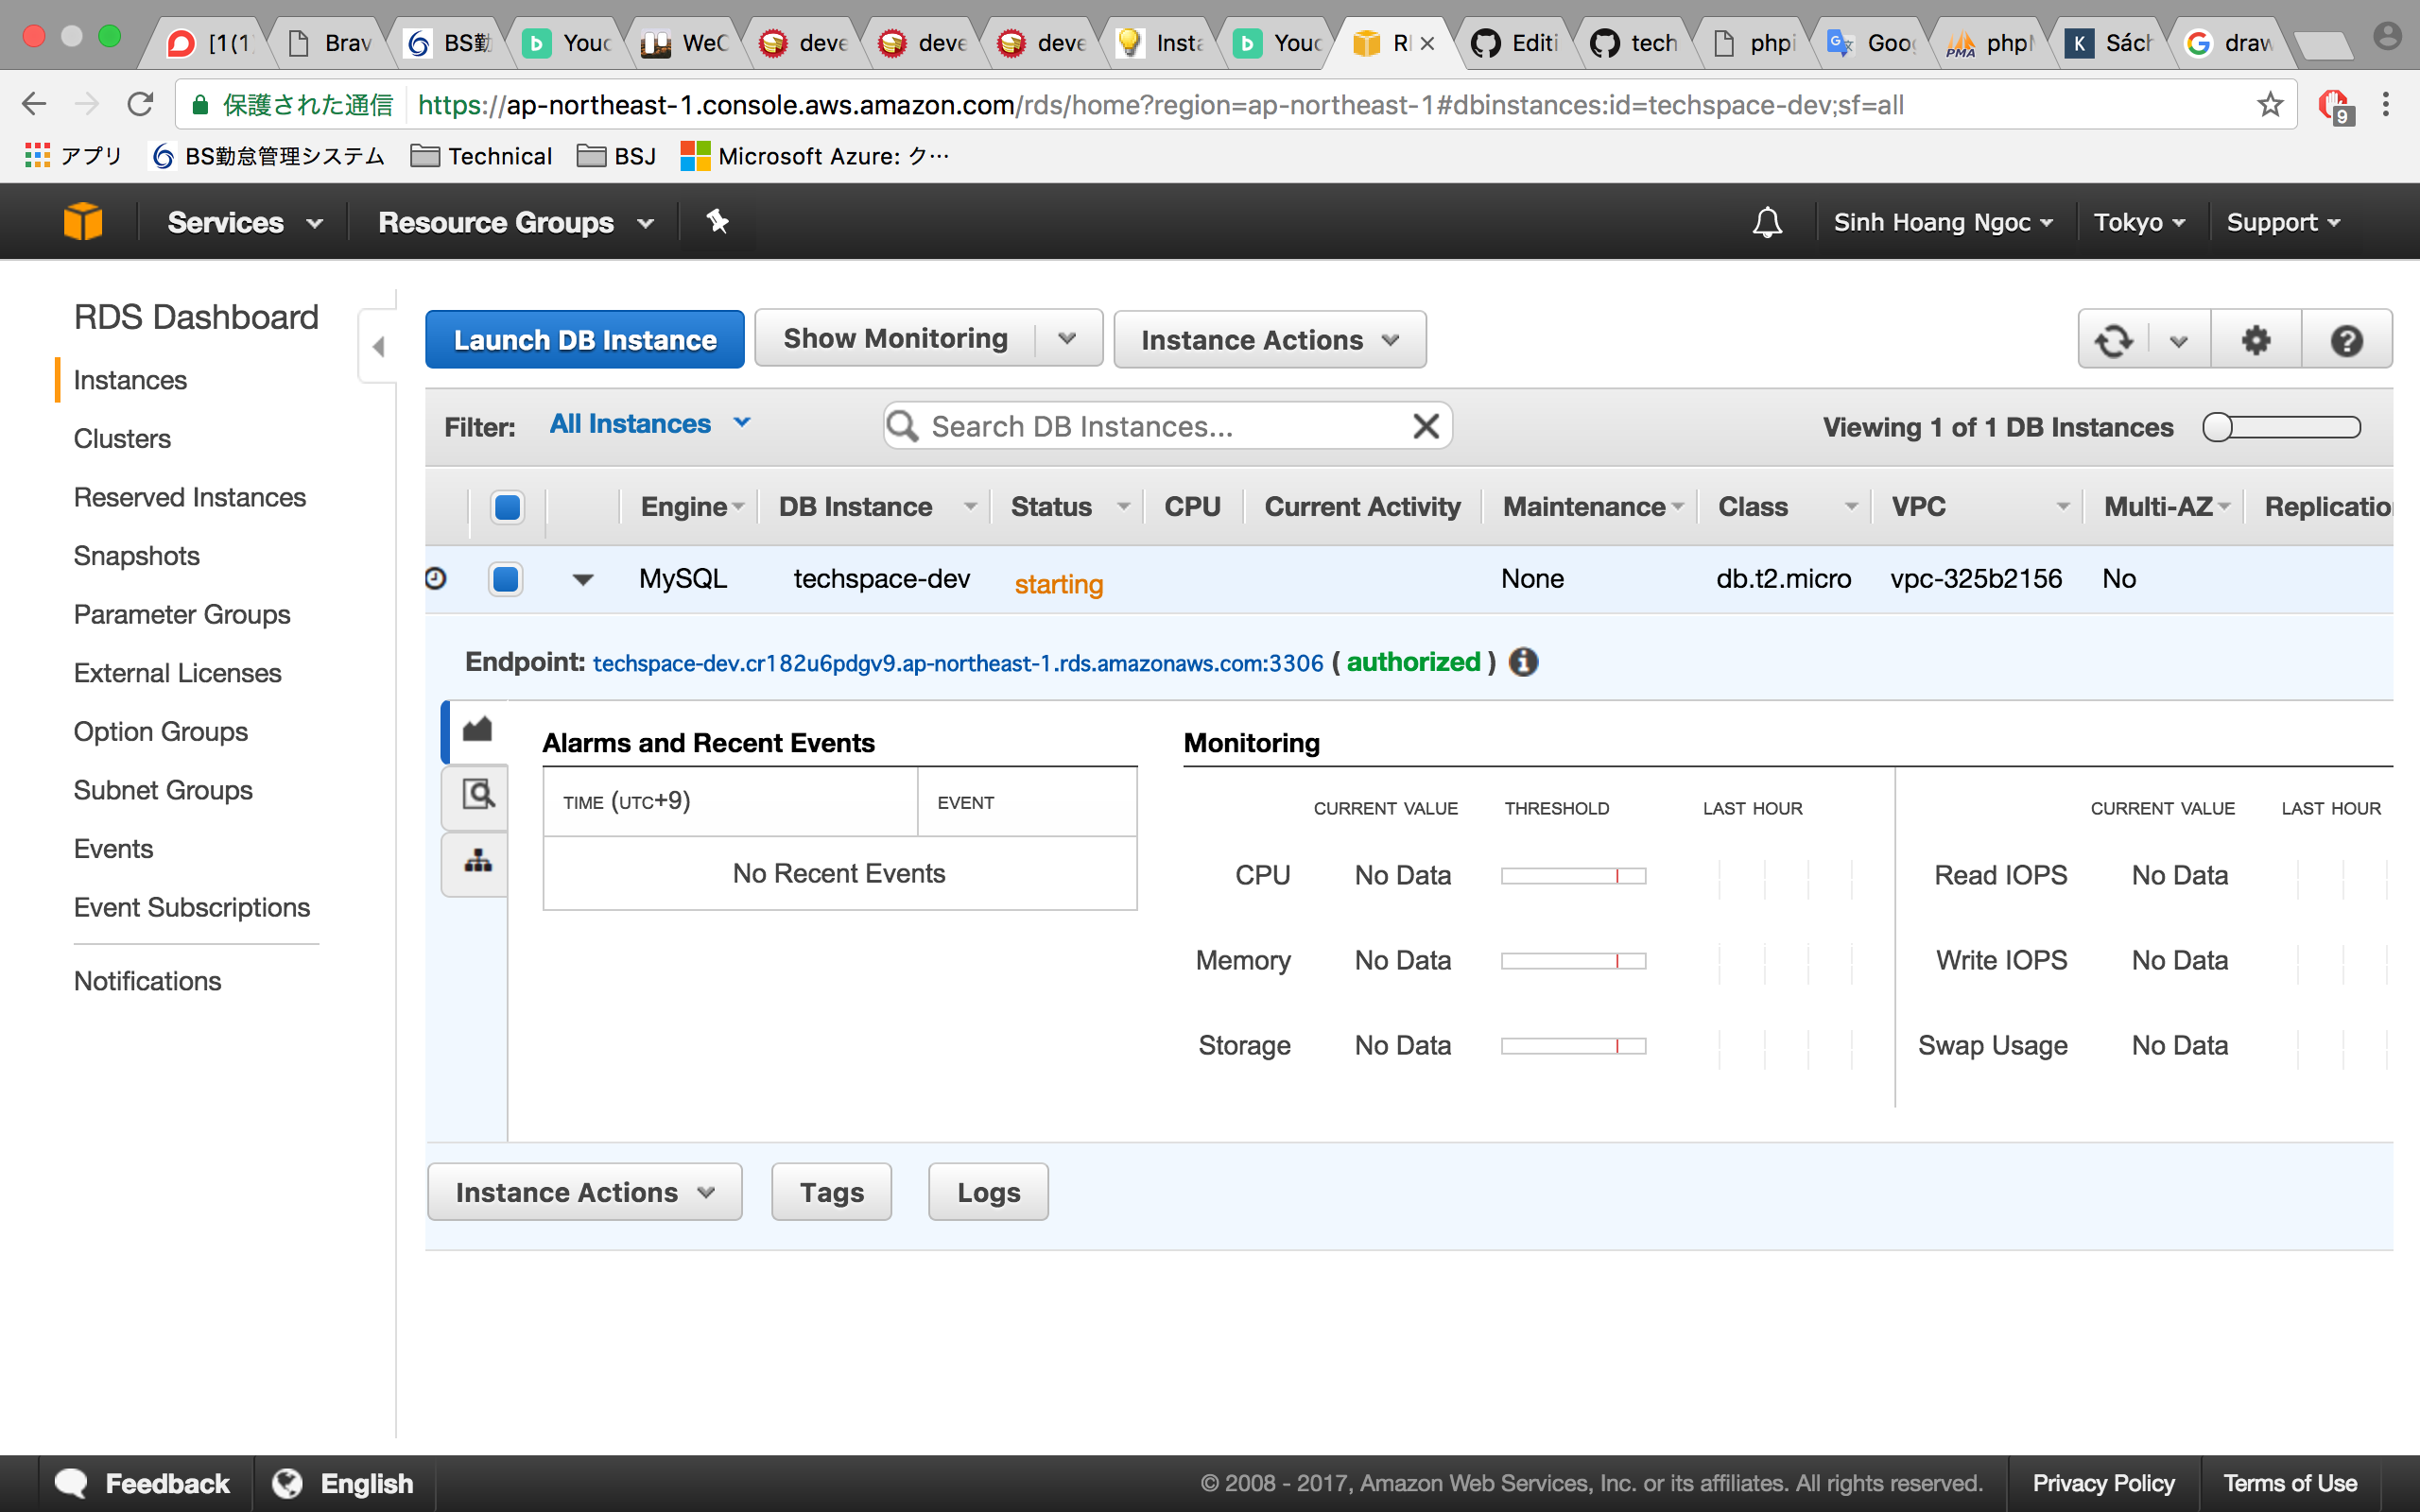 [1(1
Brav
BS勤
Youc
WeC
deve
deve
deve
Insta
Youc
R
Editi
tech
phpi
Goo
phpM
Sách
draw
保護された通信 https://ap-northeast-1.console.aws.amazon.com/rds/home?region=ap-northeast-1#dbinstances:id=techspace-dev;sf=all
9
アプリ BS勤怠管理システム Technical BSJ Microsoft Azure: ク…
Services Resource Groups Sinh Hoang Ngoc Tokyo Support
RDS Dashboard
Instances
Clusters
Reserved Instances
Snapshots
Parameter Groups
External Licenses
Option Groups
Subnet Groups
Events
Event Subscriptions
Notifications
Launch DB Instance Show Monitoring Instance Actions
Filter: All Instances Search DB Instances... Viewing 1 of 1 DB Instances
Engine DB Instance Status CPU Current Activity Maintenance Class VPC Multi-AZ Replicatio
MySQL techspace-dev starting None db.t2.micro vpc-325b2156 No
Endpoint: techspace-dev.cr182u6pdgv9.ap-northeast-1.rds.amazonaws.com:3306 ( authorized )
Alarms and Recent Events
TIME (UTC+9) EVENT
No Recent Events
Monitoring
CURRENT VALUE THRESHOLD LAST HOUR CURRENT VALUE LAST HOUR
CPU No Data Read IOPS No Data
Memory No Data Write IOPS No Data
Storage No Data Swap Usage No Data
Instance Actions Tags Logs
Feedback English © 2008 - 2017, Amazon Web Services, Inc. or its affiliates. All rights reserved. Privacy Policy Terms of Use